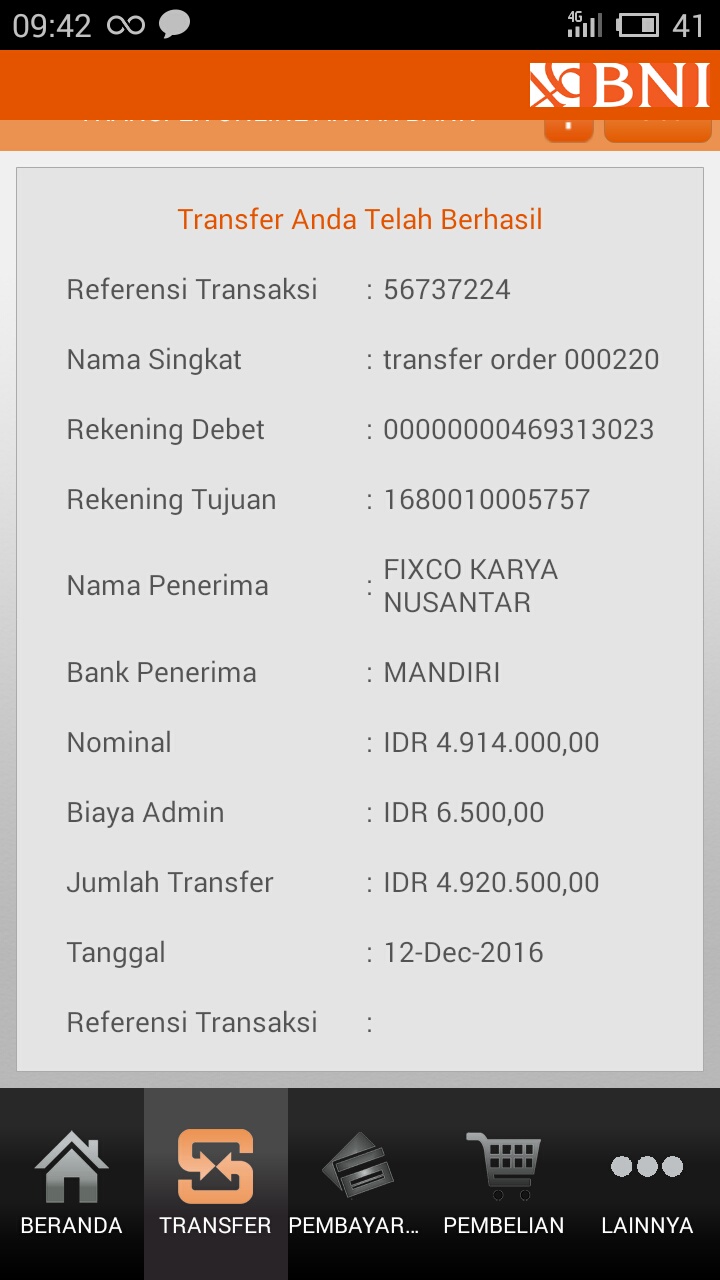 09:42
4G
41
BNI
Transfer Anda Telah Berhasil
Referensi Transaksi : 56737224
Nama Singkat : transfer order 000220
Rekening Debet : 00000000469313023
Rekening Tujuan : 1680010005757
Nama Penerima : FIXCO KARYA
NUSANTAR
Bank Penerima : MANDIRI
Nominal : IDR 4.914.000,00
Biaya Admin : IDR 6.500,00
Jumlah Transfer : IDR 4.920.500,00
Tanggal : 12-Dec-2016
Referensi Transaksi :
BERANDA
TRANSFER
PEMBAYAR...
PEMBELIAN
LAINNYA